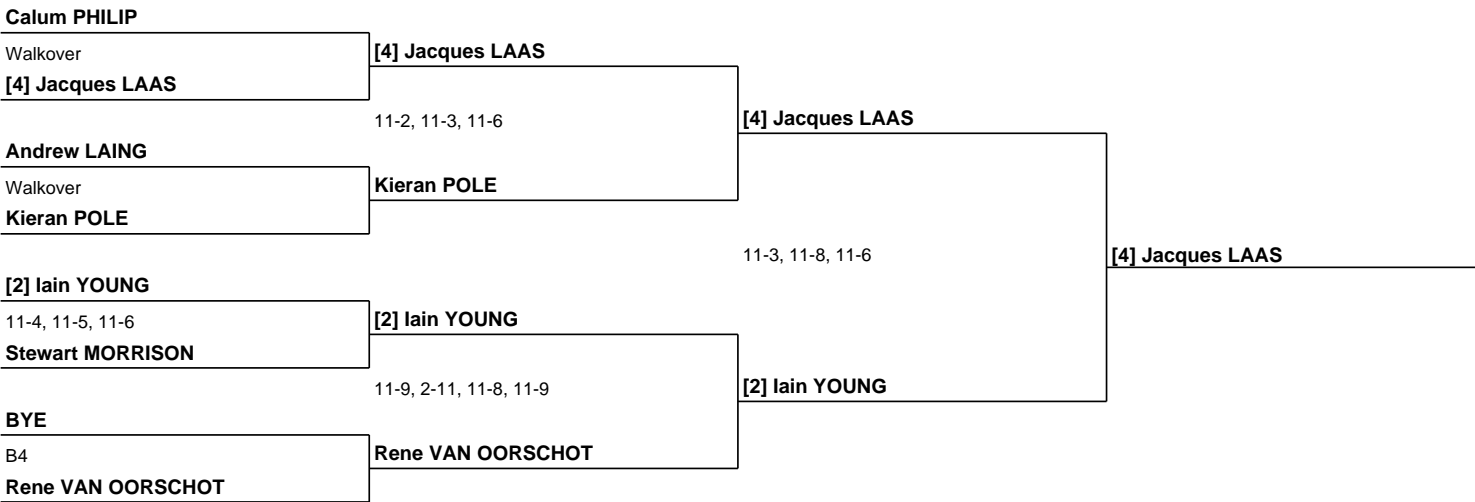 Calum PHILIP
Walkover
[4] Jacques LAAS
[4] Jacques LAAS
11-2, 11-3, 11-6
[4] Jacques LAAS
Andrew LAING
Walkover
Kieran POLE
Kieran POLE
11-3, 11-8, 11-6
[4] Jacques LAAS
[2] Iain YOUNG
11-4, 11-5, 11-6
[2] Iain YOUNG
Stewart MORRISON
11-9, 2-11, 11-8, 11-9
[2] Iain YOUNG
BYE
B4
Rene VAN OORSCHOT
Rene VAN OORSCHOT